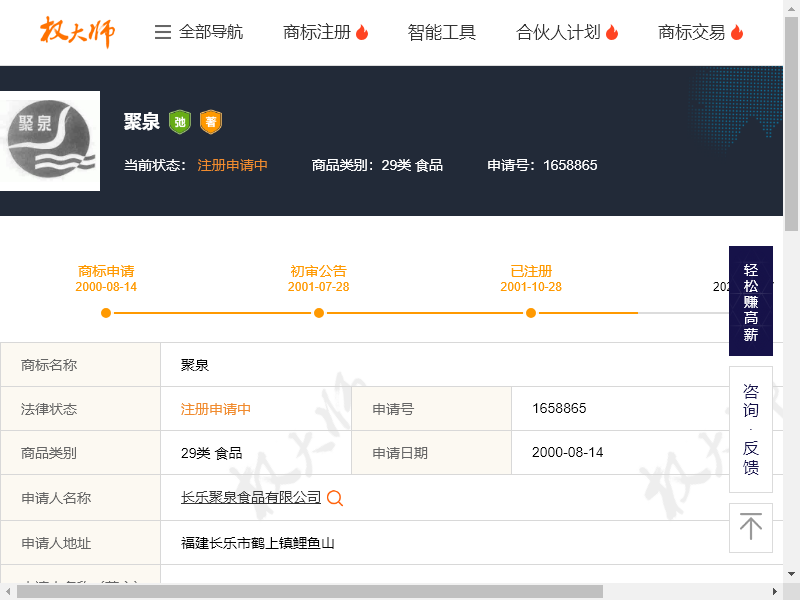 权大师 全部导航 商标注册 智能工具 合伙人计划 商标交易
聚泉
聚泉 弛 著
当前状态： 注册申请中 商品类别：29类 食品 申请号：1658865
商标申请 初审公告 已注册
2000-08-14 2001-07-28 2001-10-28
轻松赚高薪
商标名称 聚泉
法律状态 注册申请中 申请号 1658865
商品类别 29类 食品 申请日期 2000-08-14
咨询·反馈
申请人名称 长乐聚泉食品有限公司
申请人地址 福建长乐市鹤上镇鲤鱼山
权大师 权大